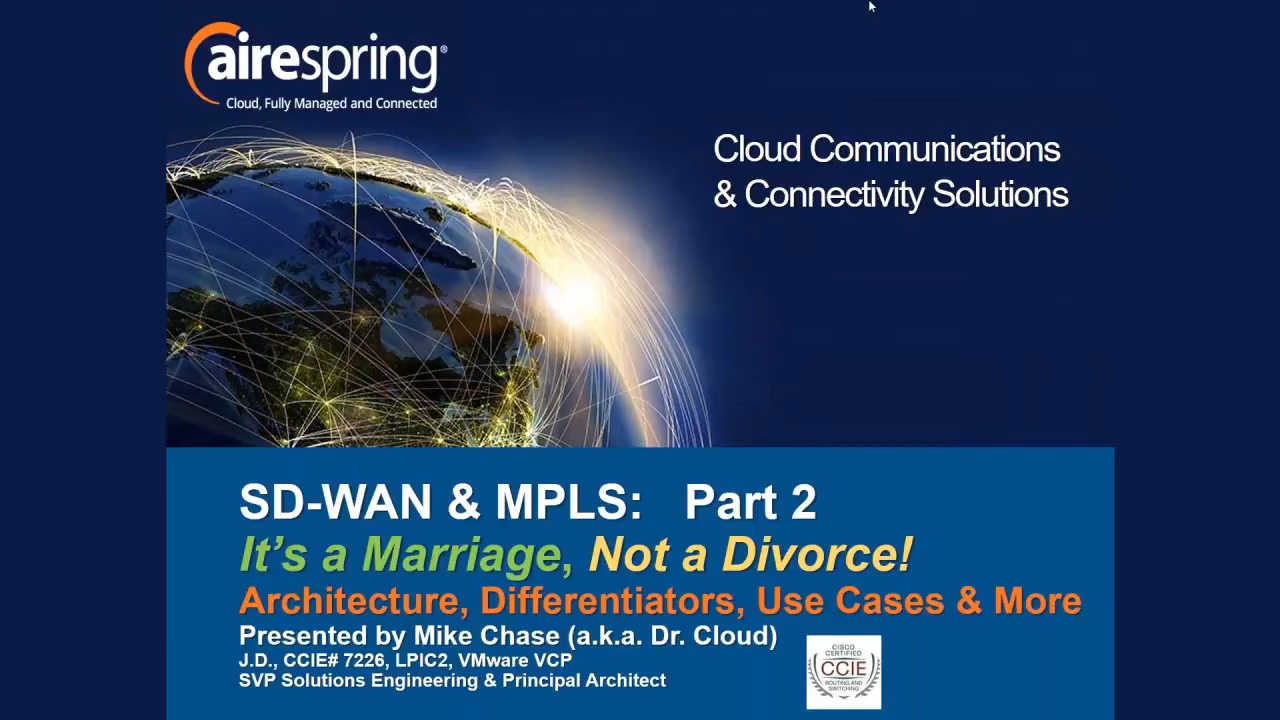 airespring®
Cloud, Fully Managed and Connected
Cloud Communications
& Connectivity Solutions
SD-WAN & MPLS: Part 2
It's a Marriage, Not a Divorce!
Architecture, Differentiators, Use Cases & More
Presented by Mike Chase (a.k.a. Dr. Cloud)
J.D., CCIE# 7226, LPIC2, VMware VCP
SVP Solutions Engineering & Principal Architect
CISCO
CERTIFIED
CCIE
ROUTING AND
SWITCHING